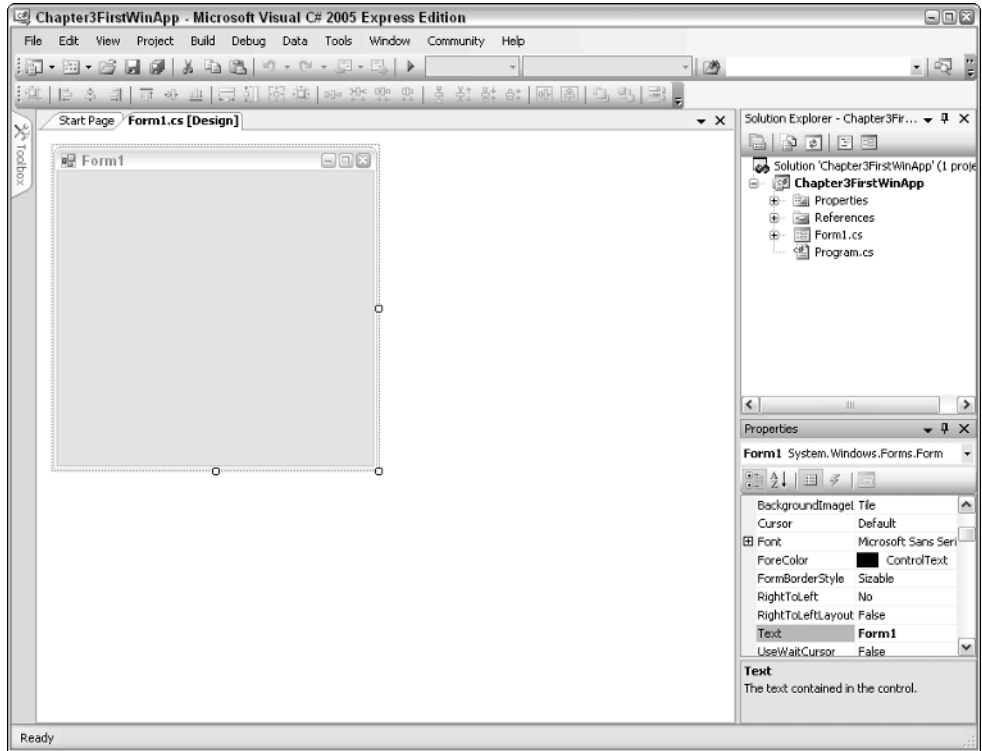 Chapter3FirstWinApp - Microsoft Visual C# 2005 Express Edition
File Edit View Project Build Debug Data Tools Window Community Help
Toolbox
Start Page Form1.cs [Design]
Form1
Solution Explorer - Chapter3Fir...
Solution 'Chapter3FirstWinApp' (1 proje
Chapter3FirstWinApp
Properties
References
Form1.cs
Program.cs
Properties
Form1 System.Windows.Forms.Form
BackgroundImageL Tile
Cursor Default
Font Microsoft Sans Seri
ForeColor ControlText
FormBorderStyle Sizable
RightToLeft No
RightToLeftLayout False
Text Form1
UseWaitCursor False
Text
The text contained in the control.
Ready